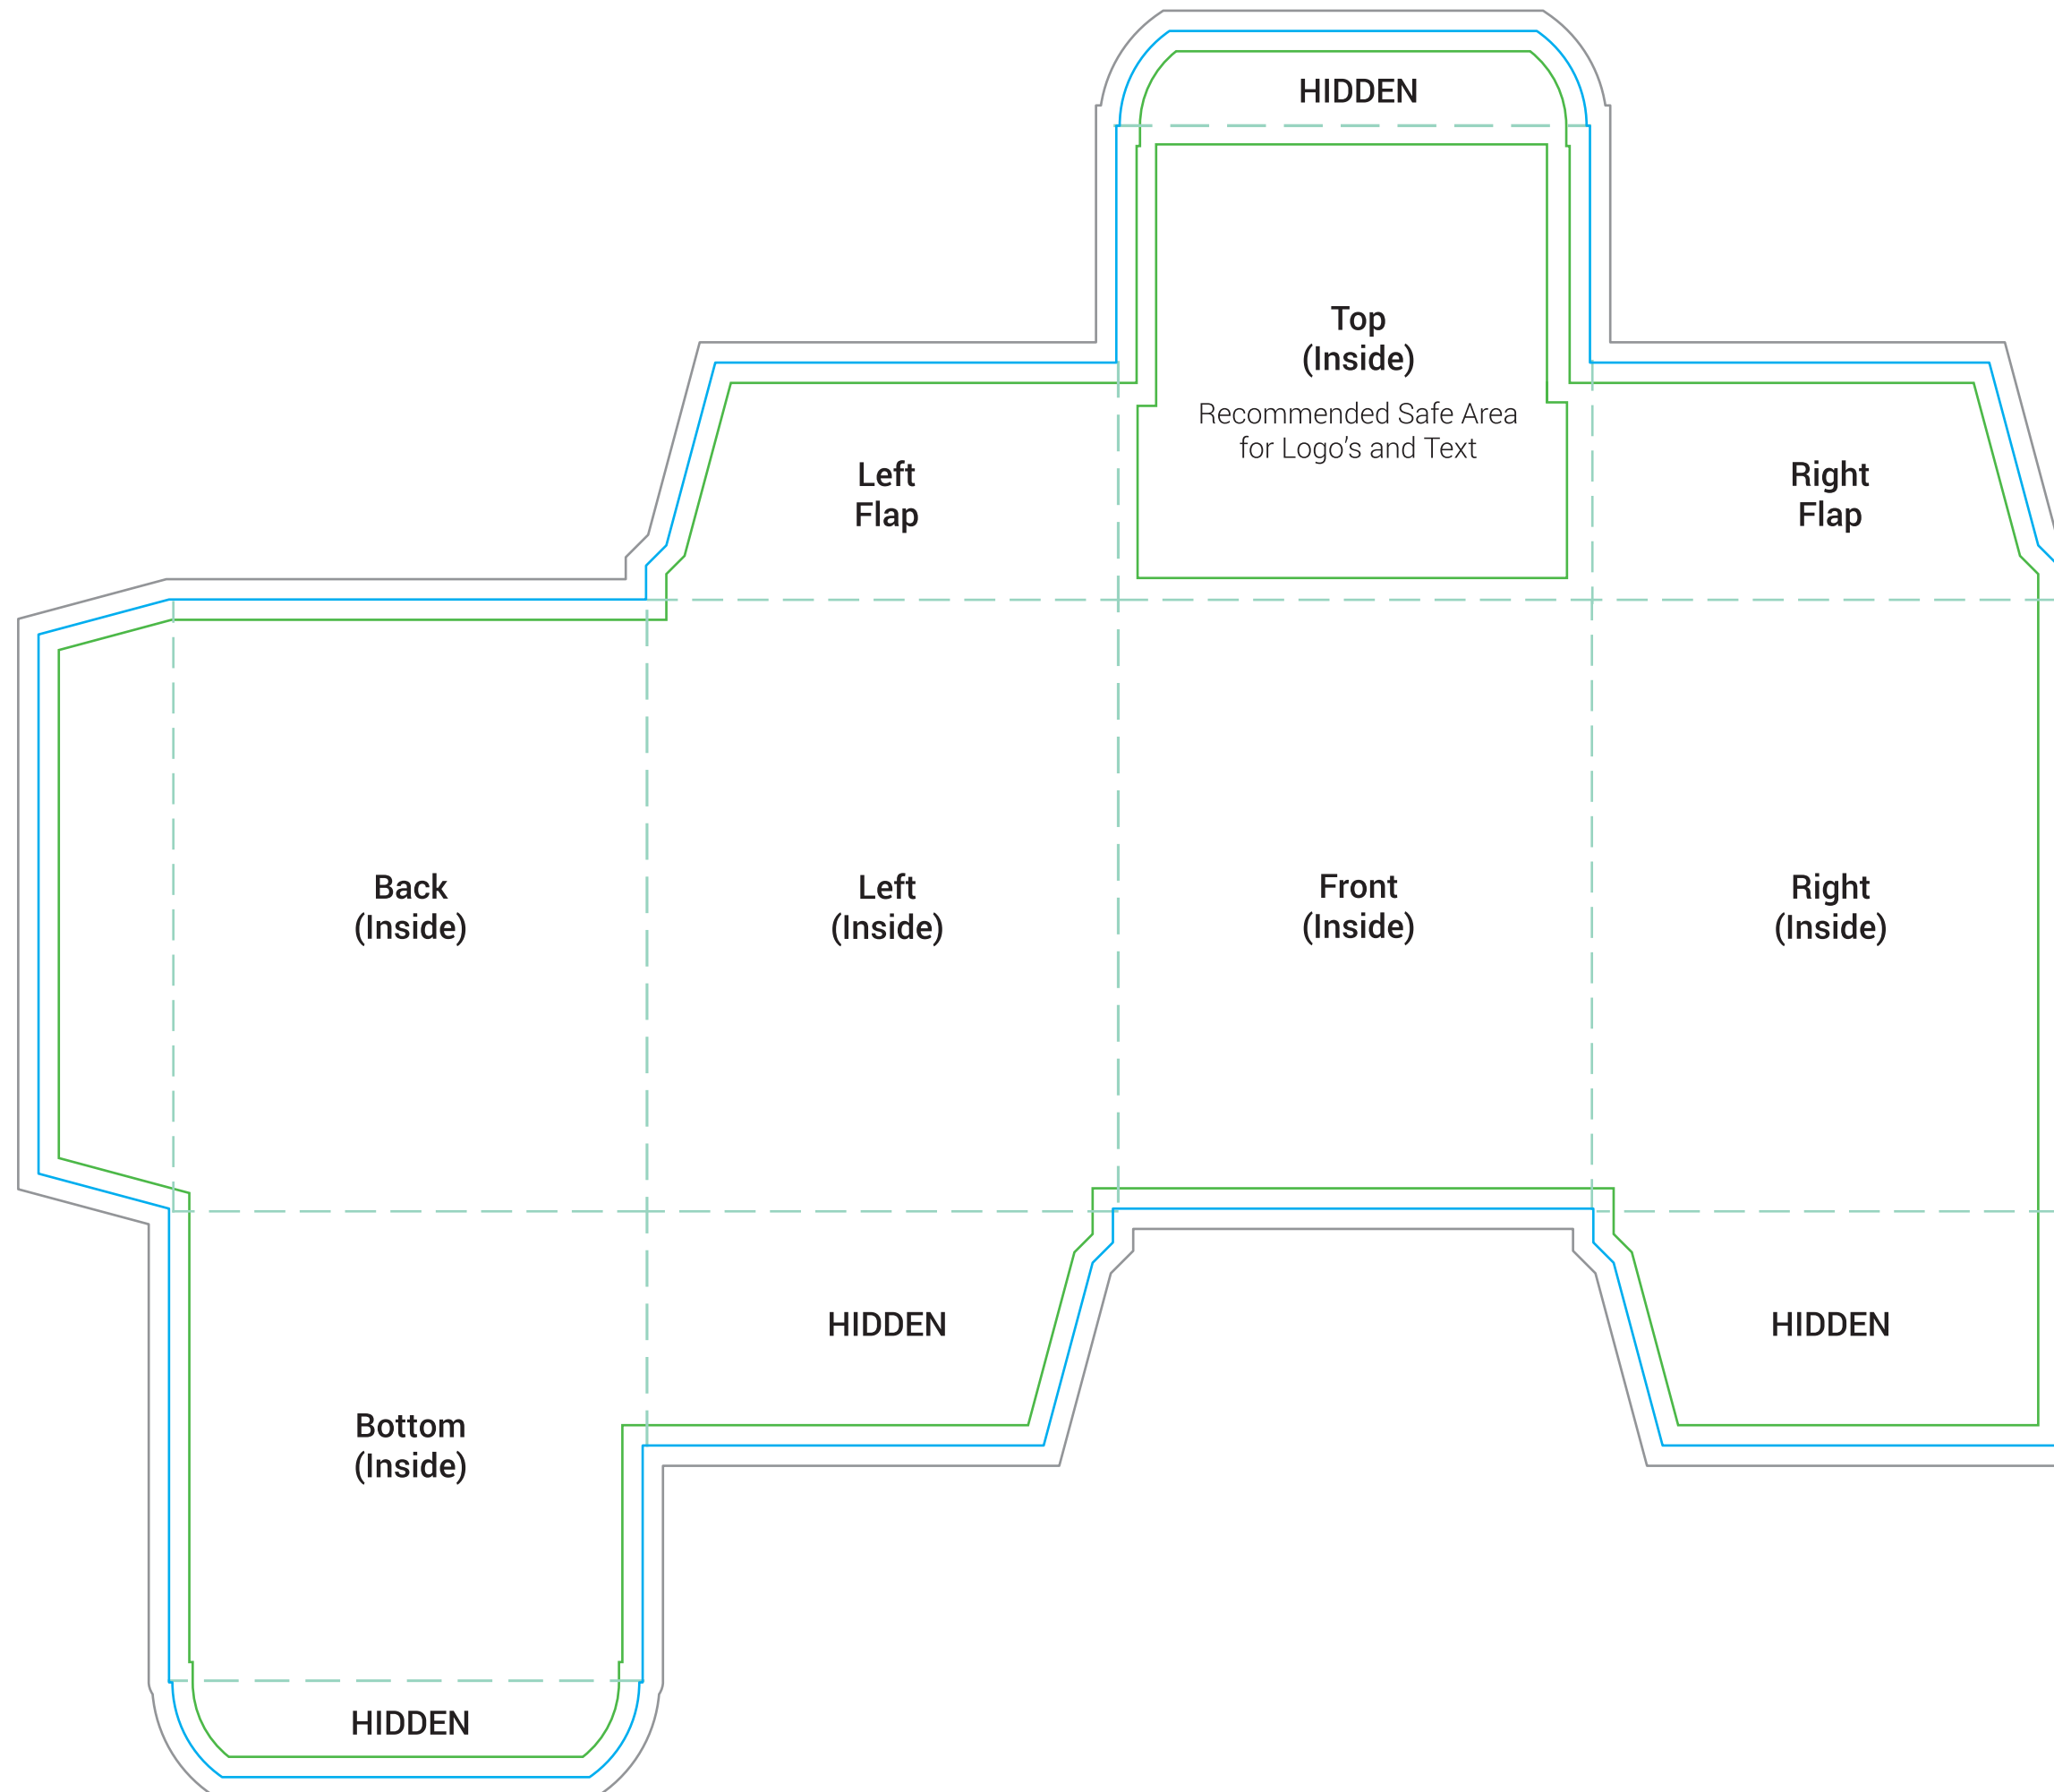 HIDDEN
Top
(Inside)
Recommended Safe Area
for Logo's and Text
Left
Flap
Right
Flap
Back
(Inside)
Left
(Inside)
Front
(Inside)
Right
(Inside)
HIDDEN
HIDDEN
Bottom
(Inside)
HIDDEN